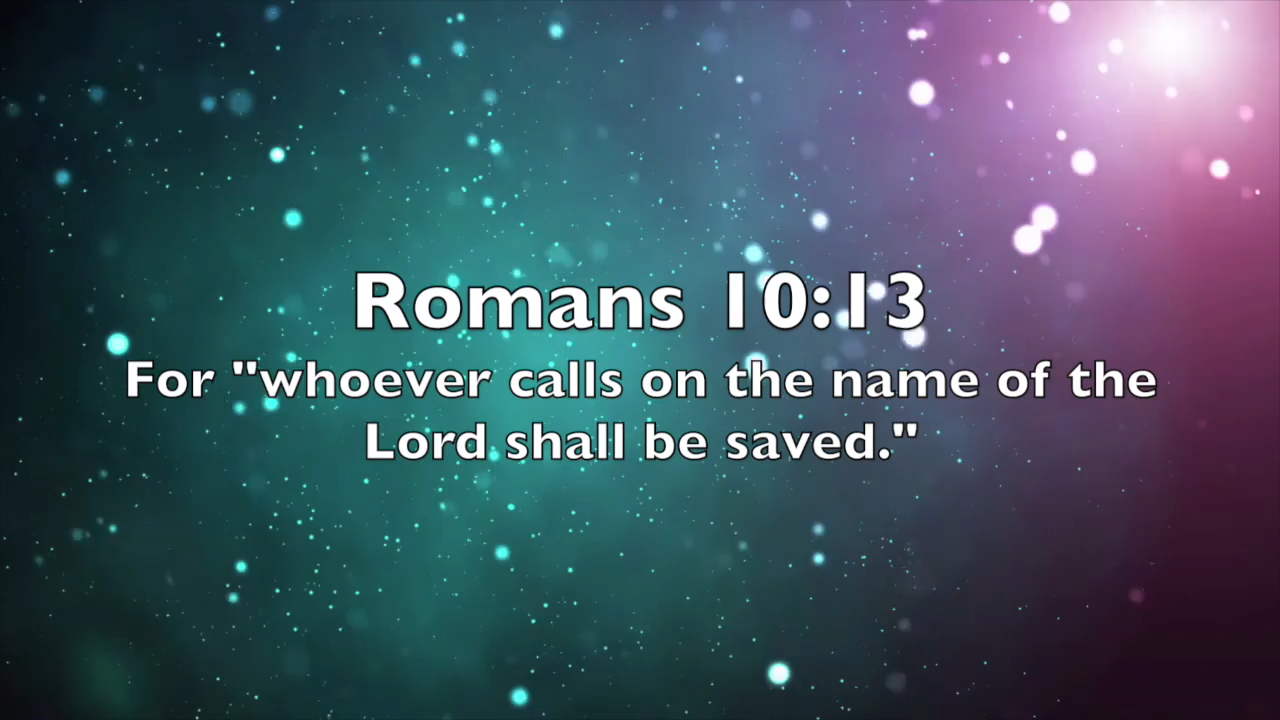 Romans 10:13
For "whoever calls on the name of the
Lord shall be saved."